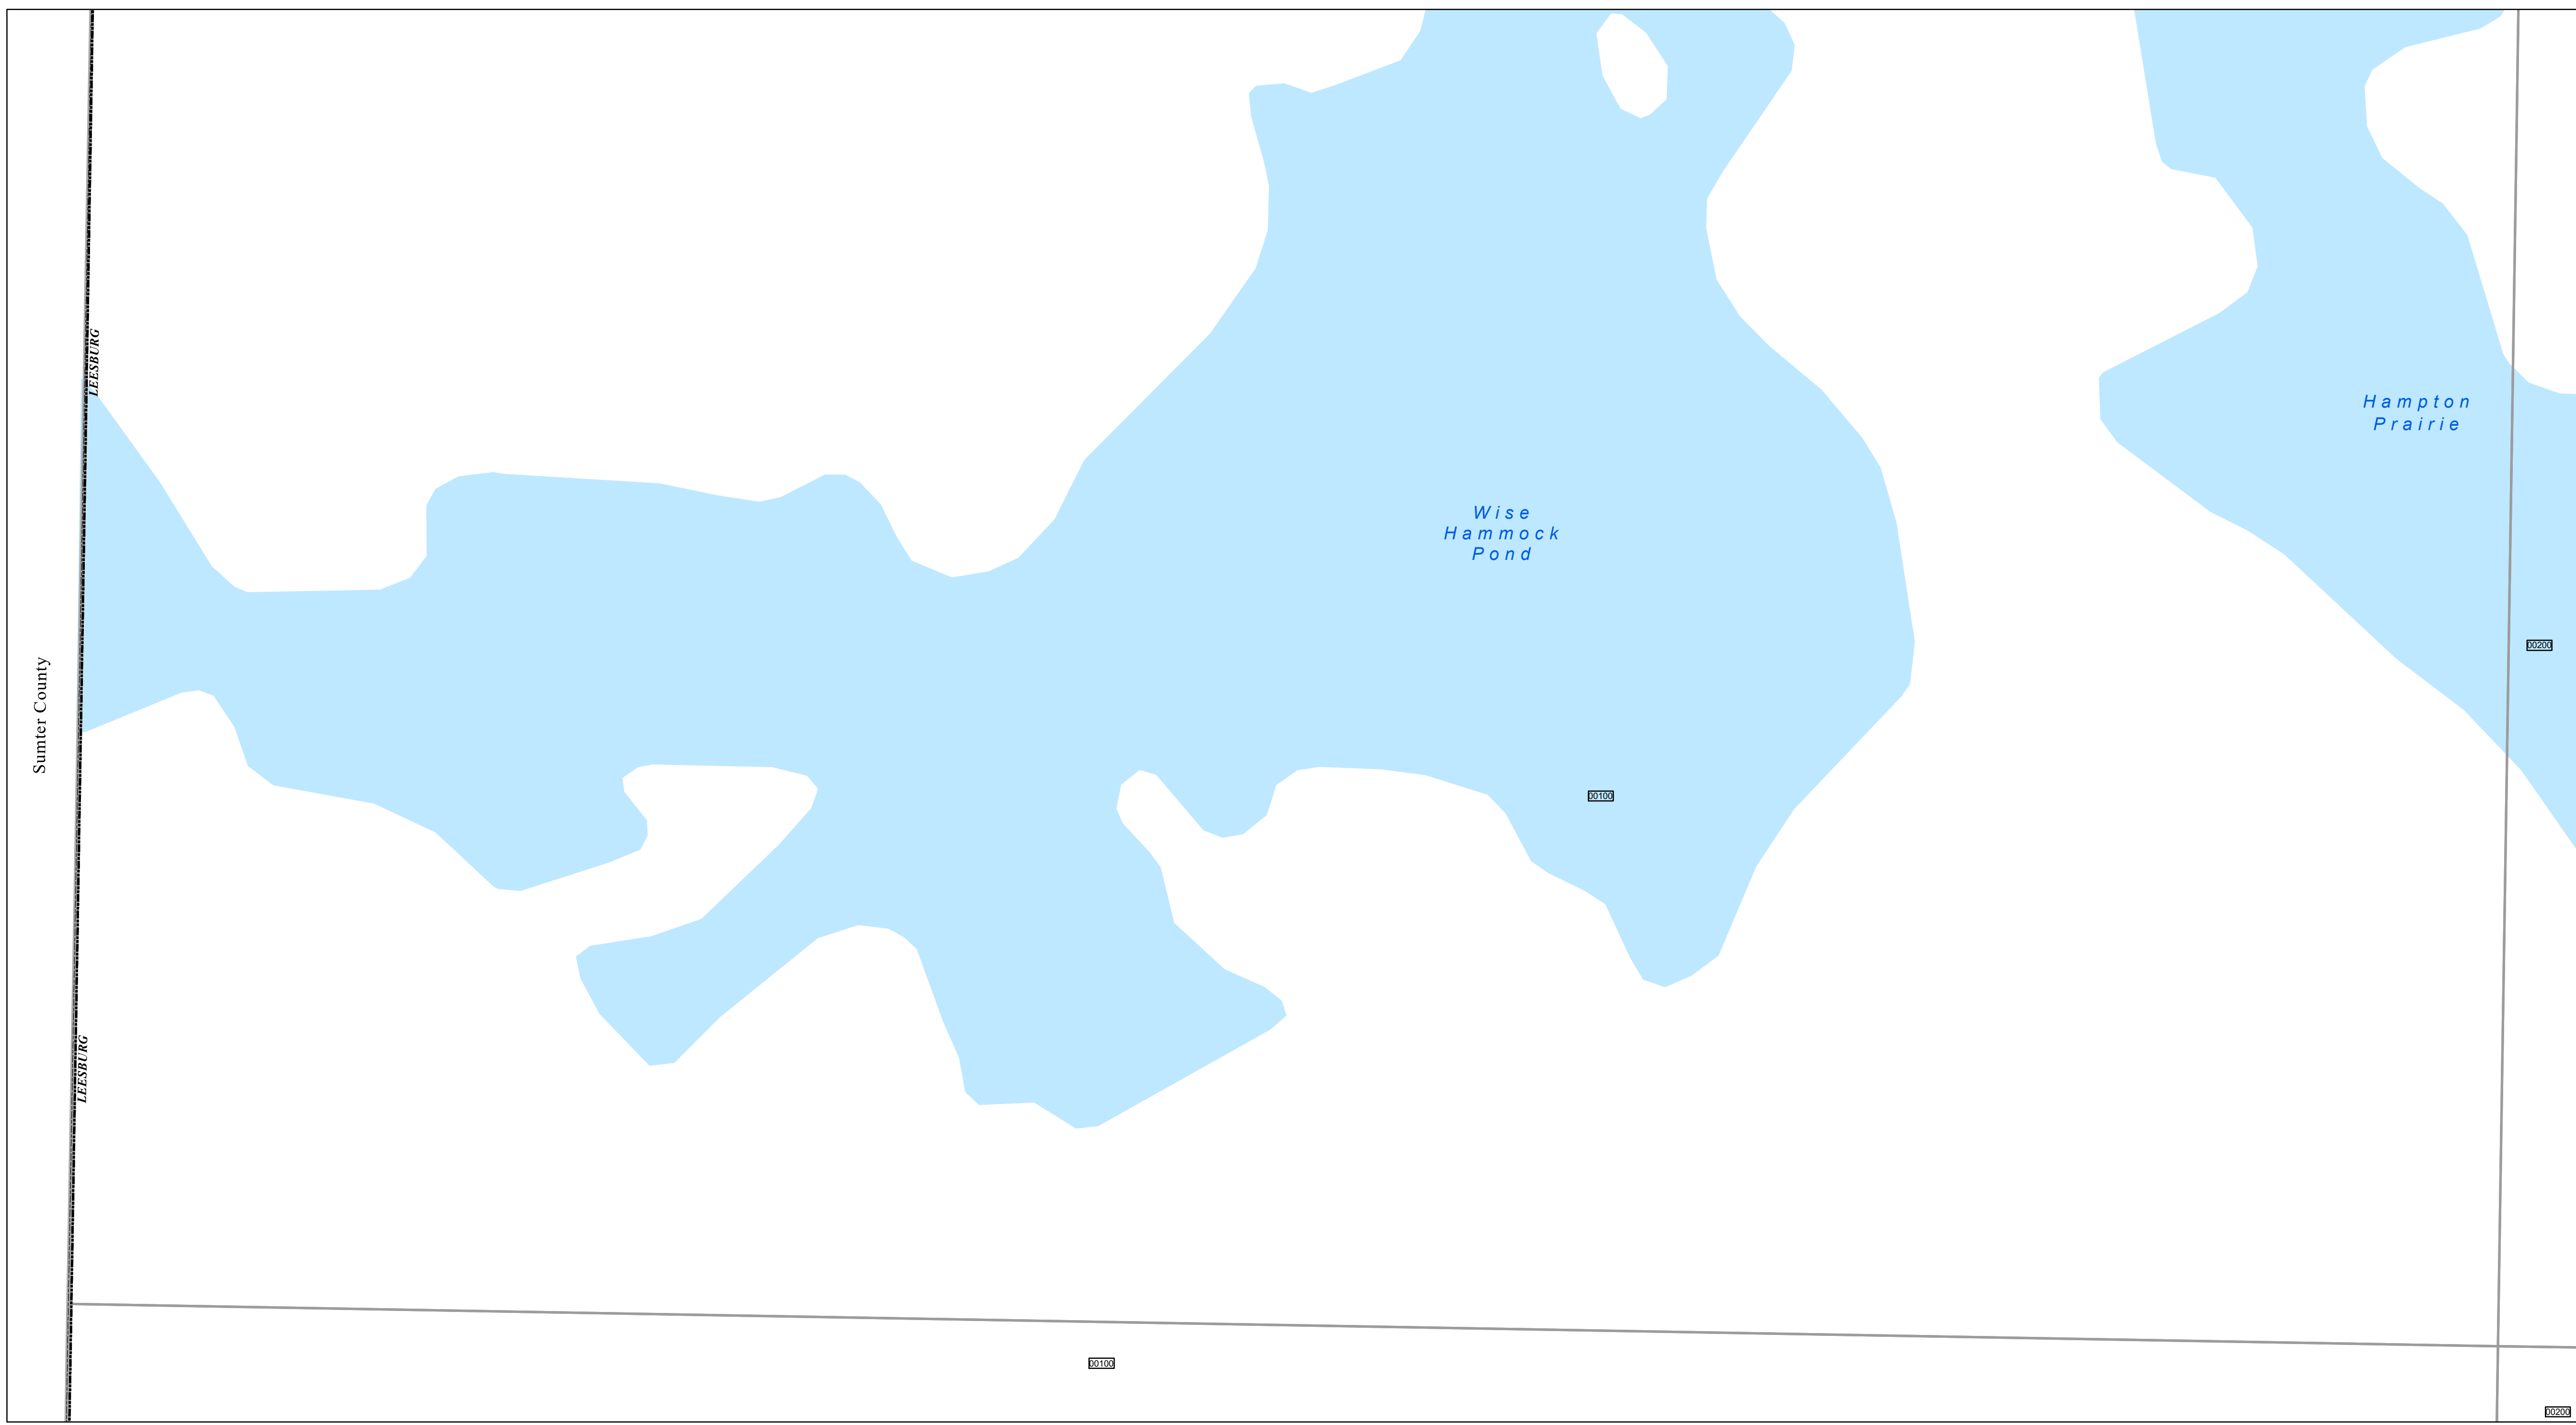 LEESBURG
Hampton
Prairie
Wise
Hammock
Pond
00200
Sumter County
00100
LEESBURG
00100
00200